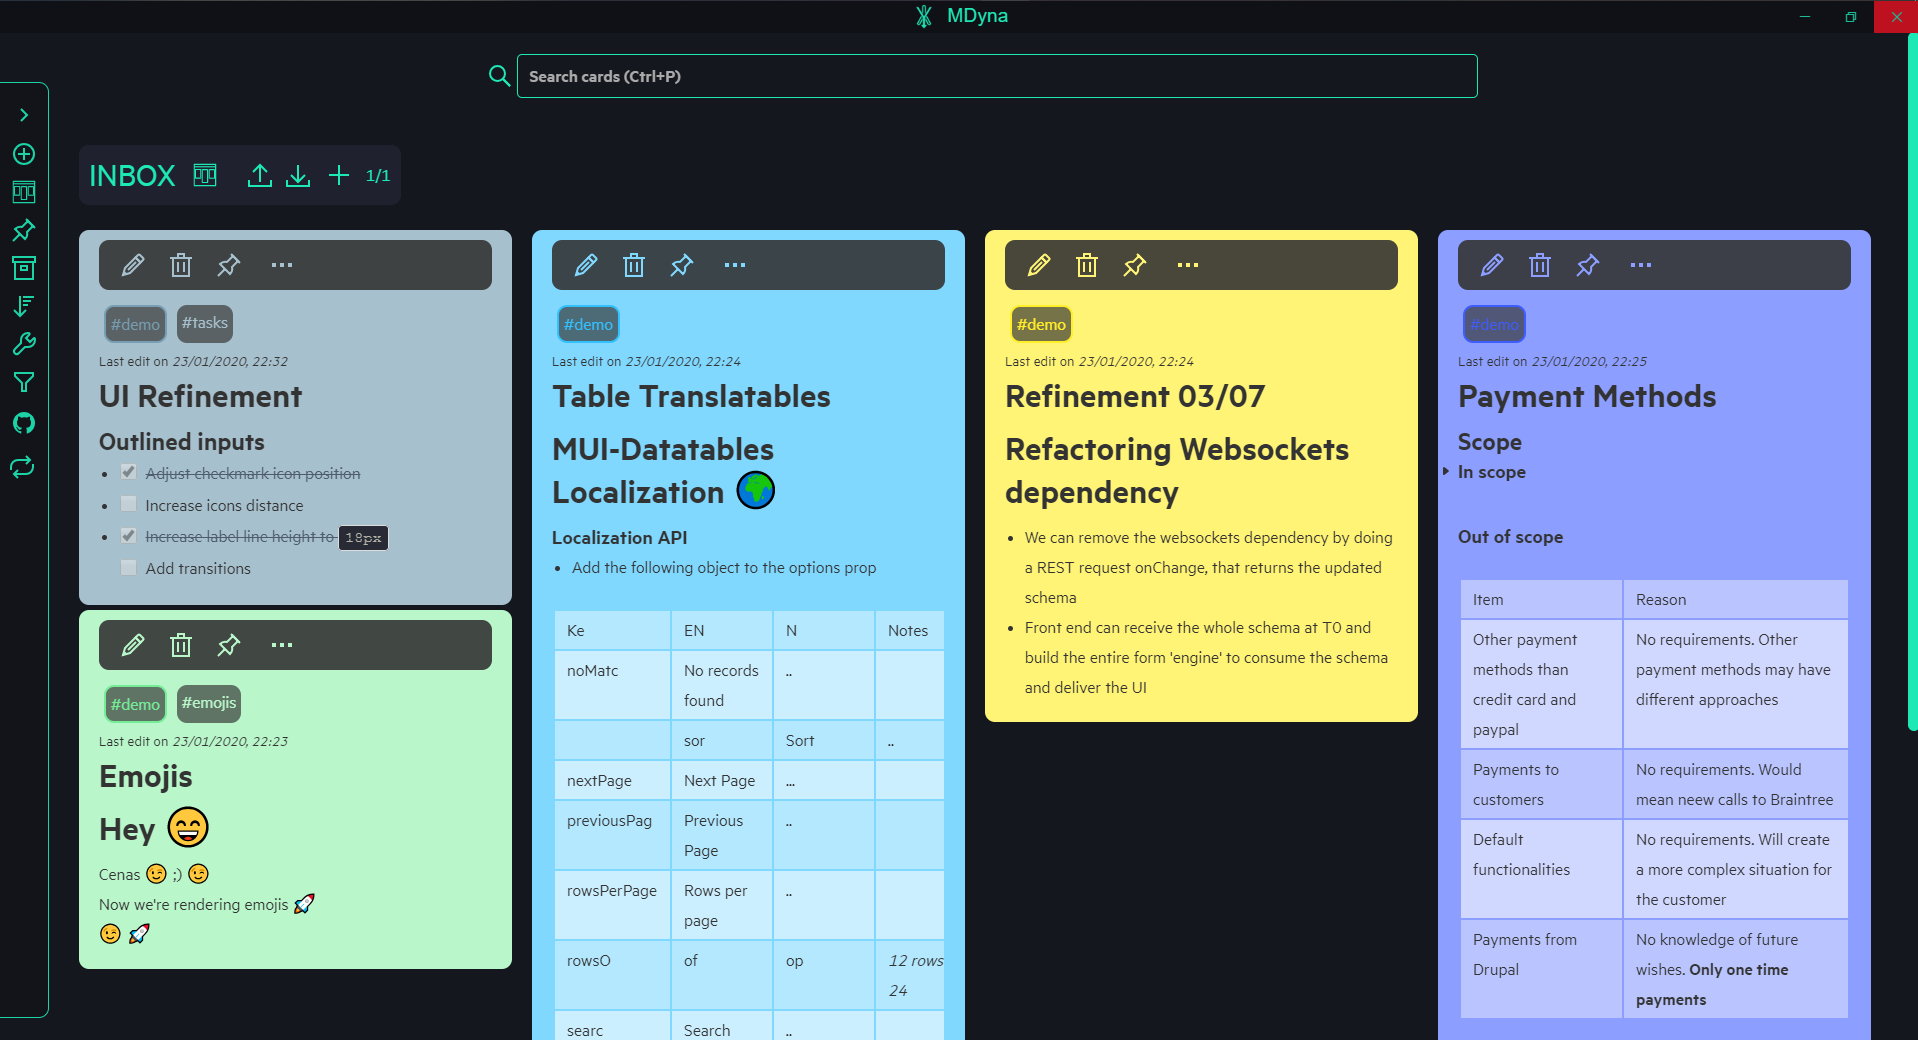 MDyna
Search cards (Ctrl+P)
INBOX 1/1
#demo #tasks
Last edit on 23/01/2020, 22:32
UI Refinement
Outlined inputs
Adjust checkmark icon position
Increase icons distance
Increase label line height to 18px
Add transitions
#demo #emojis
Last edit on 23/01/2020, 22:23
Emojis
Hey 😄
Cenas 😉 ;) 😉
Now we're rendering emojis 🚀
😉 🚀
#demo
Last edit on 23/01/2020, 22:24
Table Translatables
MUI-Datatables
Localization 🌍
Localization API
Add the following object to the options prop
Ke EN N Notes
noMatc No records ..
found
sor Sort ..
nextPage Next Page ...
previousPag Previous ..
Page
rowsPerPage Rows per ..
page
rowsO of op 12 rows
24
searc Search ..
#demo
Last edit on 23/01/2020, 22:24
Refinement 03/07
Refactoring Websockets
dependency
We can remove the websockets dependency by doing
a REST request onChange, that returns the updated
schema
Front end can receive the whole schema at T0 and
build the entire form 'engine' to consume the schema
and deliver the UI
#demo
Last edit on 23/01/2020, 22:25
Payment Methods
Scope
In scope
Out of scope
Item Reason
Other payment No requirements. Other
methods than payment methods may have
credit card and different approaches
paypal
Payments to No requirements. Would
customers mean neew calls to Braintree
Default No requirements. Will create
functionalities a more complex situation for
the customer
Payments from No knowledge of future
Drupal wishes. Only one time
payments